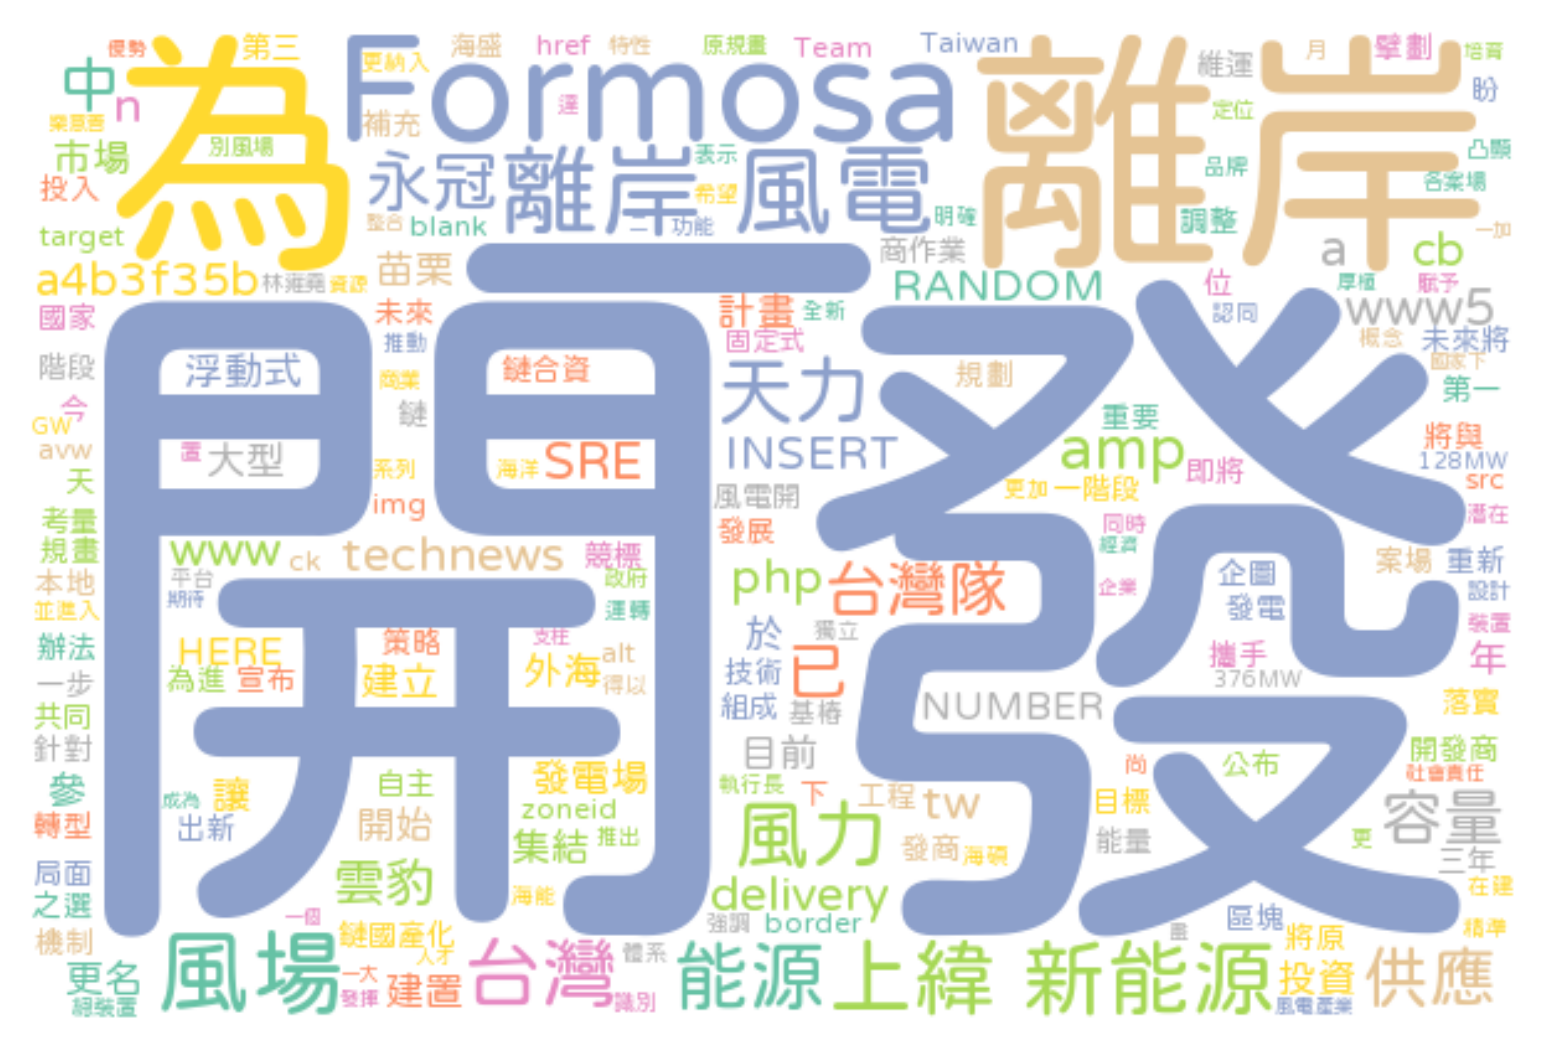 優勢
第三
更納入
海盛
href
特性
原規畫
Team
Taiwan
維運
月
擘劃
培育
中
n
為
Formosa
離岸
盼
樂意善
別風場
達
補充
定位
市場
永冠
離岸風電
表示
品牌
凸顯
投入
希望
各案場
target
整合
blank
二
功能
明確
調整
一加
a4b3f35b
林雍堯
資源
苗栗
商作業
a
cb
RANDOM
位
厚植
賦予
國家
開發
未來
計畫
全新
認同
www5
階段
浮動式
推動
鏈合資
固定式
概念
未來將
今
商業
天力
規劃
國家下
第一
GW
鏈
重要
avw
置
大型
系列
海洋
SRE
INSERT
amp
即將
將與
128MW
天
img
風電開
更加
一階段
src
考量
發展
同時
潛在
規畫
www
ck
technews
競標
經濟
案場
重新
本地
平台
政府
php
台灣隊
企業
企圖
設計
並進入
期待
運轉
發電
辦法
HERE
策略
支柱
於
獨立
裝置
一步
為進
宣布
建立
外海
alt
得以
技術
已
攜手
376MW
年
共同
組成
基樁
NUMBER
落實
針對
目前
開發商
參
成為
讓
自主
發電場
執行長
下
工程
tw
尚
公布
社會責任
轉型
出新
開始
zoneid
風力
目標
容量
集結
推出
發商
海碩
能量
更
三年
局面
雲豹
delivery
在建
之選
海能
一個
強調
border
區塊
精準
機制
鏈國產化
人才
盡
將原
更名
風場
一大
發揮
建置
台灣
體系
識別
能源
上緯
新能源
投資
供應
總裝置
風電產業